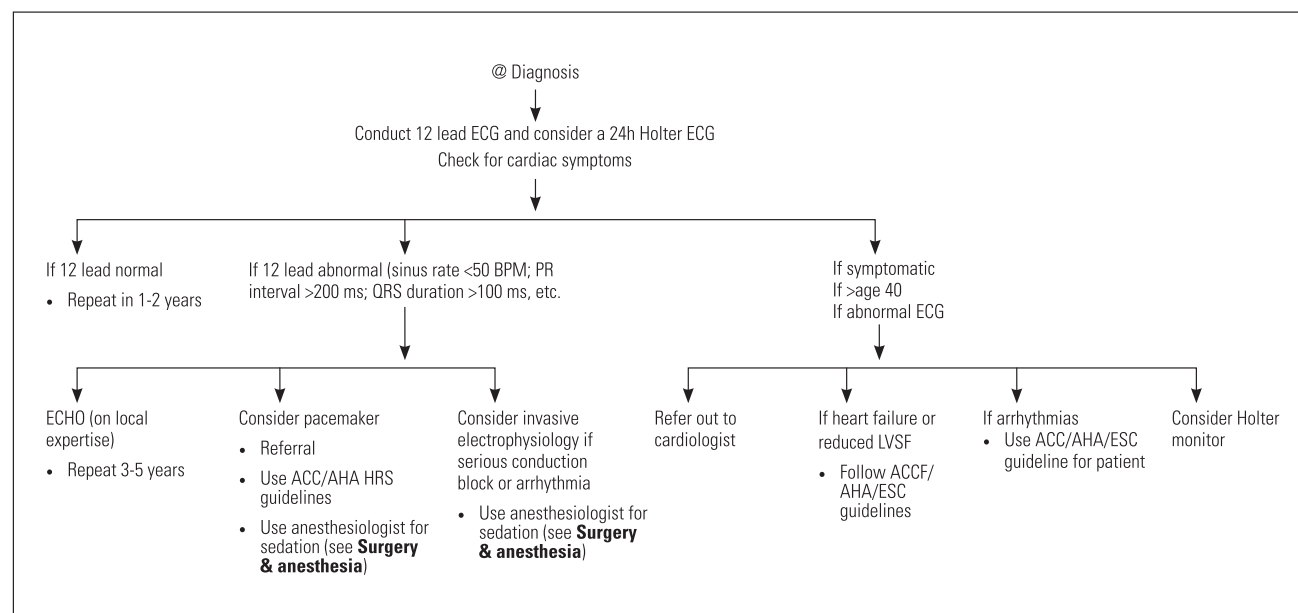 @ Diagnosis
Conduct 12 lead ECG and consider a 24h Holter ECG
Check for cardiac symptoms
If 12 lead normal
• Repeat in 1-2 years
If 12 lead abnormal (sinus rate <50 BPM; PR
interval >200 ms; QRS duration >100 ms, etc.
If symptomatic
If >age 40
If abnormal ECG
ECHO (on local
expertise)
• Repeat 3-5 years
Consider pacemaker
• Referral
• Use ACC/AHA HRS
guidelines
• Use anesthesiologist for
sedation (see Surgery
& anesthesia)
Consider invasive
electrophysiology if
serious conduction
block or arrhythmia
• Use anesthesiologist for
sedation (see Surgery
& anesthesia)
Refer out to
cardiologist
If heart failure or
reduced LVSF
• Follow ACCF/
AHA/ESC
guidelines
If arrhythmias
• Use ACC/AHA/ESC
guideline for patient
Consider Holter
monitor